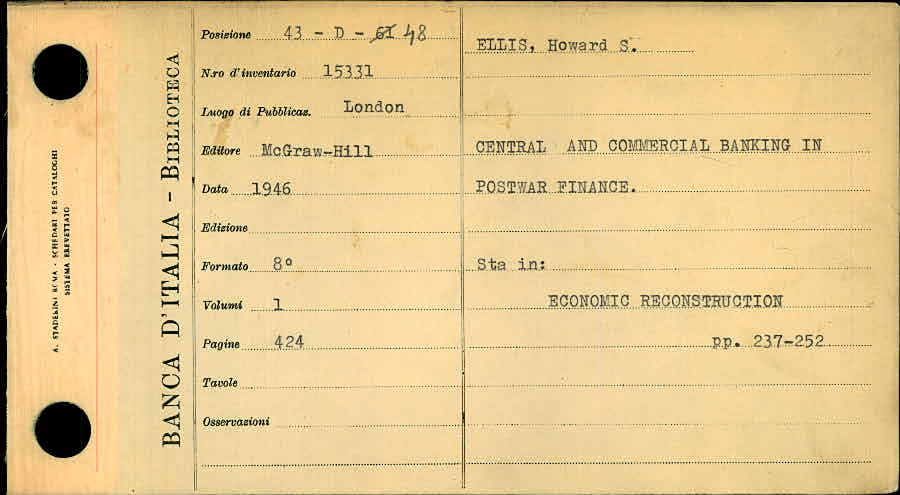 A. STADERINI ROMA - SCHEDARI PER CATALOGHI
SISTEMA BREVETTATO
BANCA D'ITALIA - BIBLIOTECA
Posizione 43 - D - 61 48
N.ro d'inventario 15331
Luogo di Pubblicaz. London
Editore McGraw-Hill
Data 1946
Edizione
Formato 8º
Volumi 1
Pagine 424
Tavole
Osservazioni
ELLIS, Howard S.
CENTRAL AND COMMERCIAL BANKING IN
POSTWAR FINANCE.
Sta in:
ECONOMIC RECONSTRUCTION
pp. 237-252